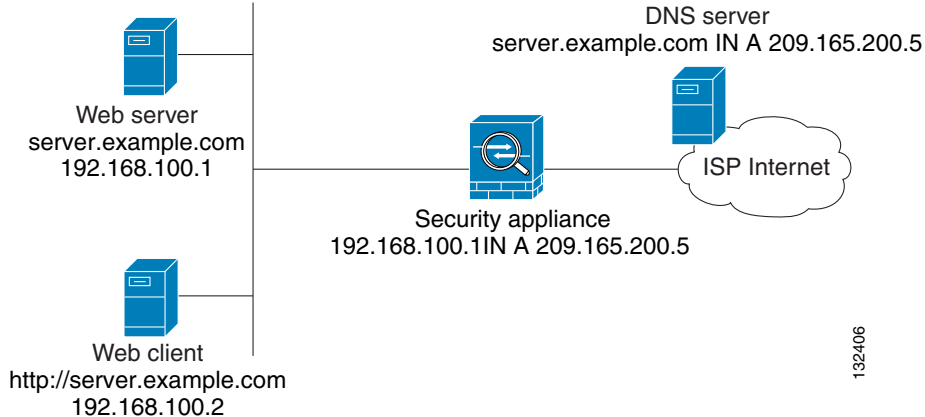 DNS server
server.example.com IN A 209.165.200.5
Web server
server.example.com
192.168.100.1
ISP Internet
Security appliance
192.168.100.1IN A 209.165.200.5
Web client
http://server.example.com
192.168.100.2
132406